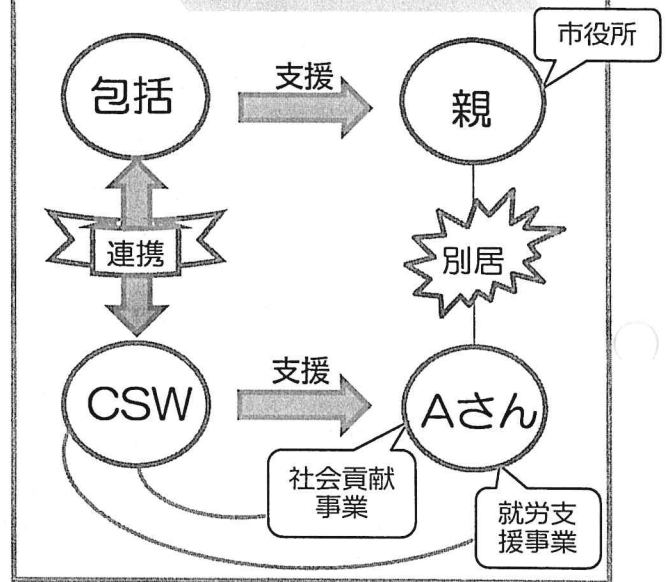 市役所
包括
支援
親
連携
別居
CSW
支援
Aさん
社会貢献
事業
就労支
援事業